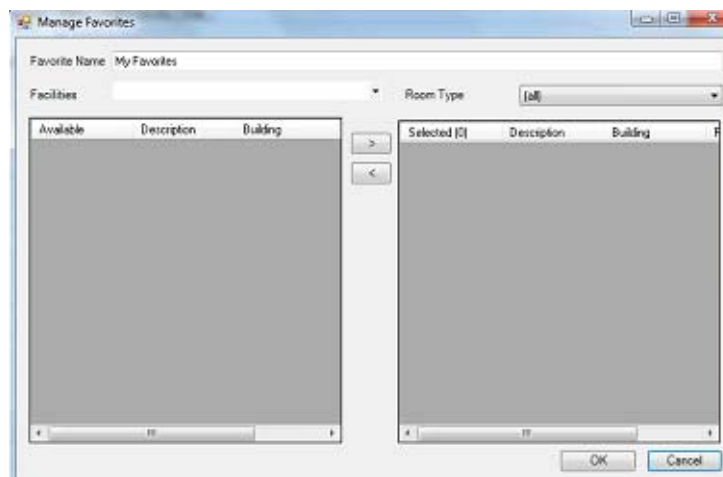 Manage Favorites
Favorite Name My Favorites
Facilities
Room Type (all)
Available Description Building
Selected (0) Description Building
>
<
OK Cancel